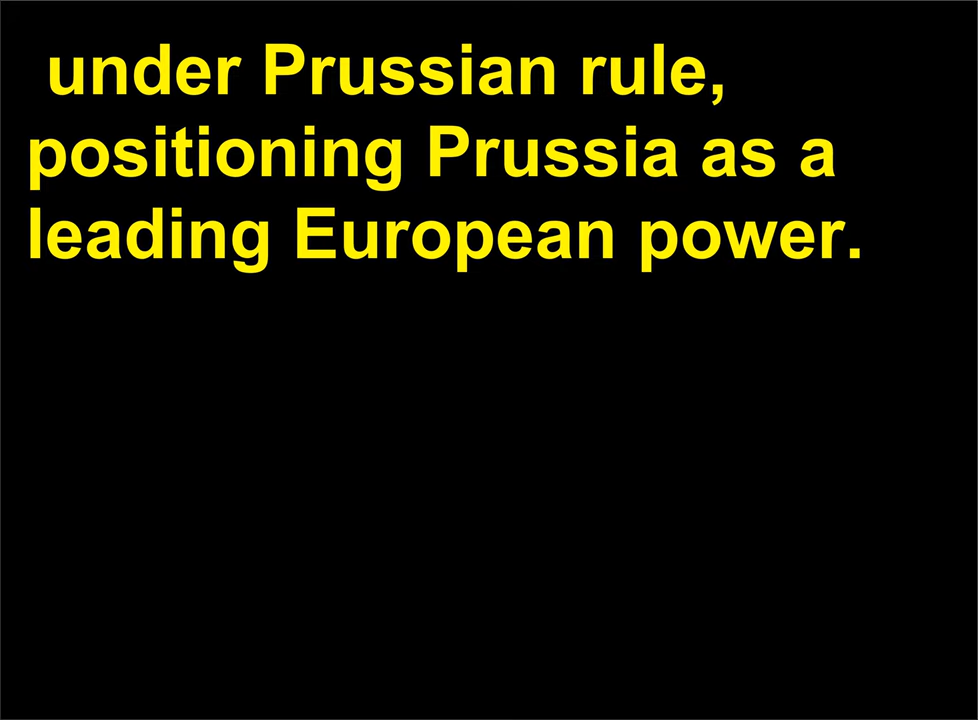 under Prussian rule,
positioning Prussia as a
leading European power.